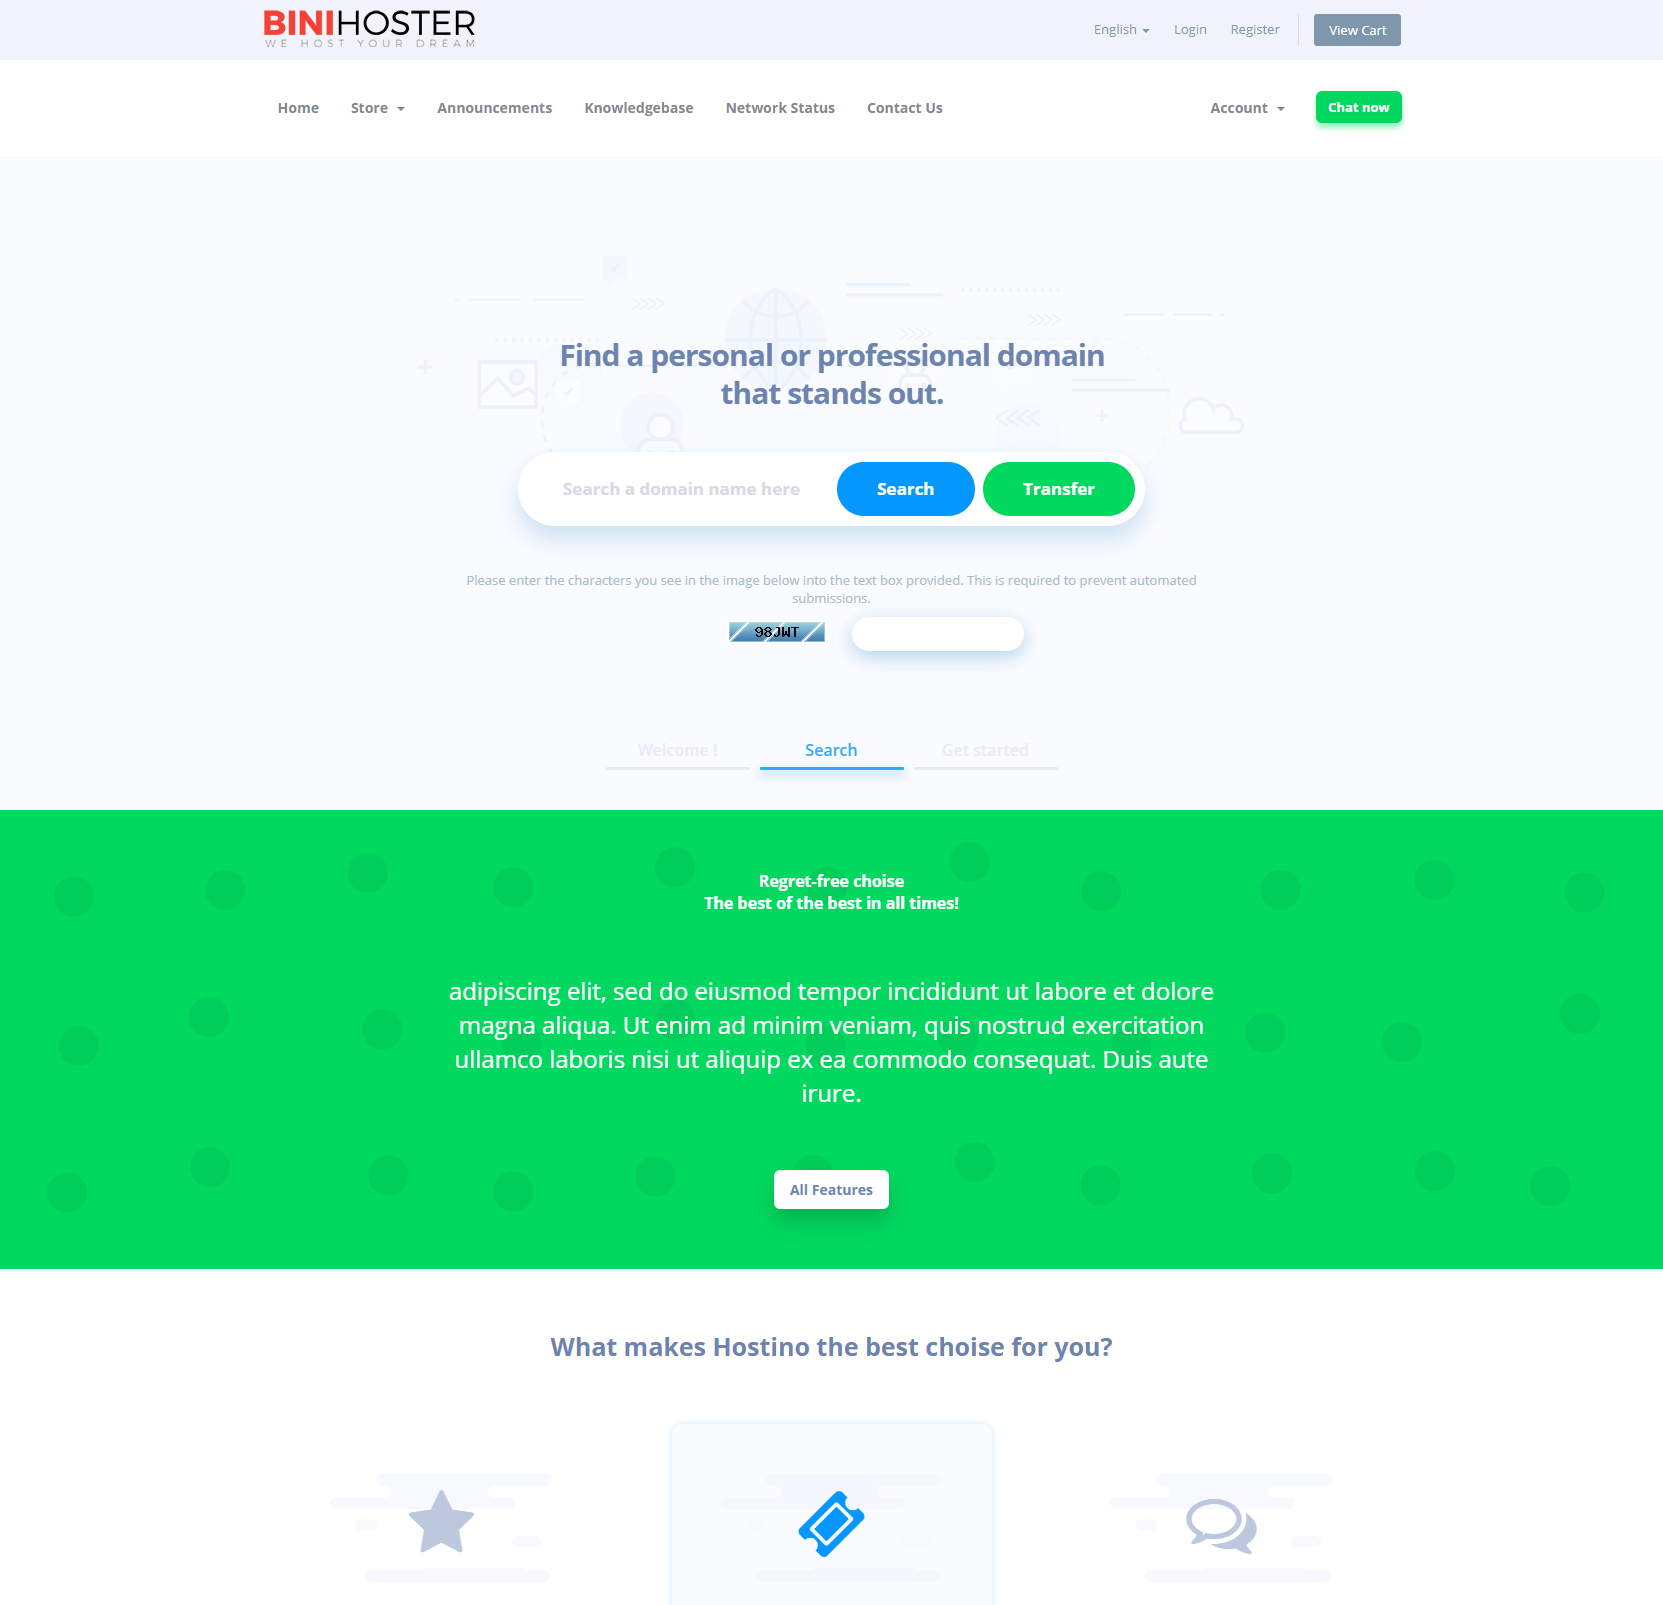 BINIHOSTER
WE HOST YOUR DREAM
English
Login
Register
View Cart
Home
Store
Announcements
Knowledgebase
Network Status
Contact Us
Account
Chat now
Find a personal or professional domain
that stands out.
Search a domain name here
Search
Transfer
Please enter the characters you see in the image below into the text box provided. This is required to prevent automated
submissions.
98JWT
Welcome !
Search
Get started
Regret-free choise
The best of the best in all times!
adipiscing elit, sed do eiusmod tempor incididunt ut labore et dolore
magna aliqua. Ut enim ad minim veniam, quis nostrud exercitation
ullamco laboris nisi ut aliquip ex ea commodo consequat. Duis aute
irure.
All Features
What makes Hostino the best choise for you?